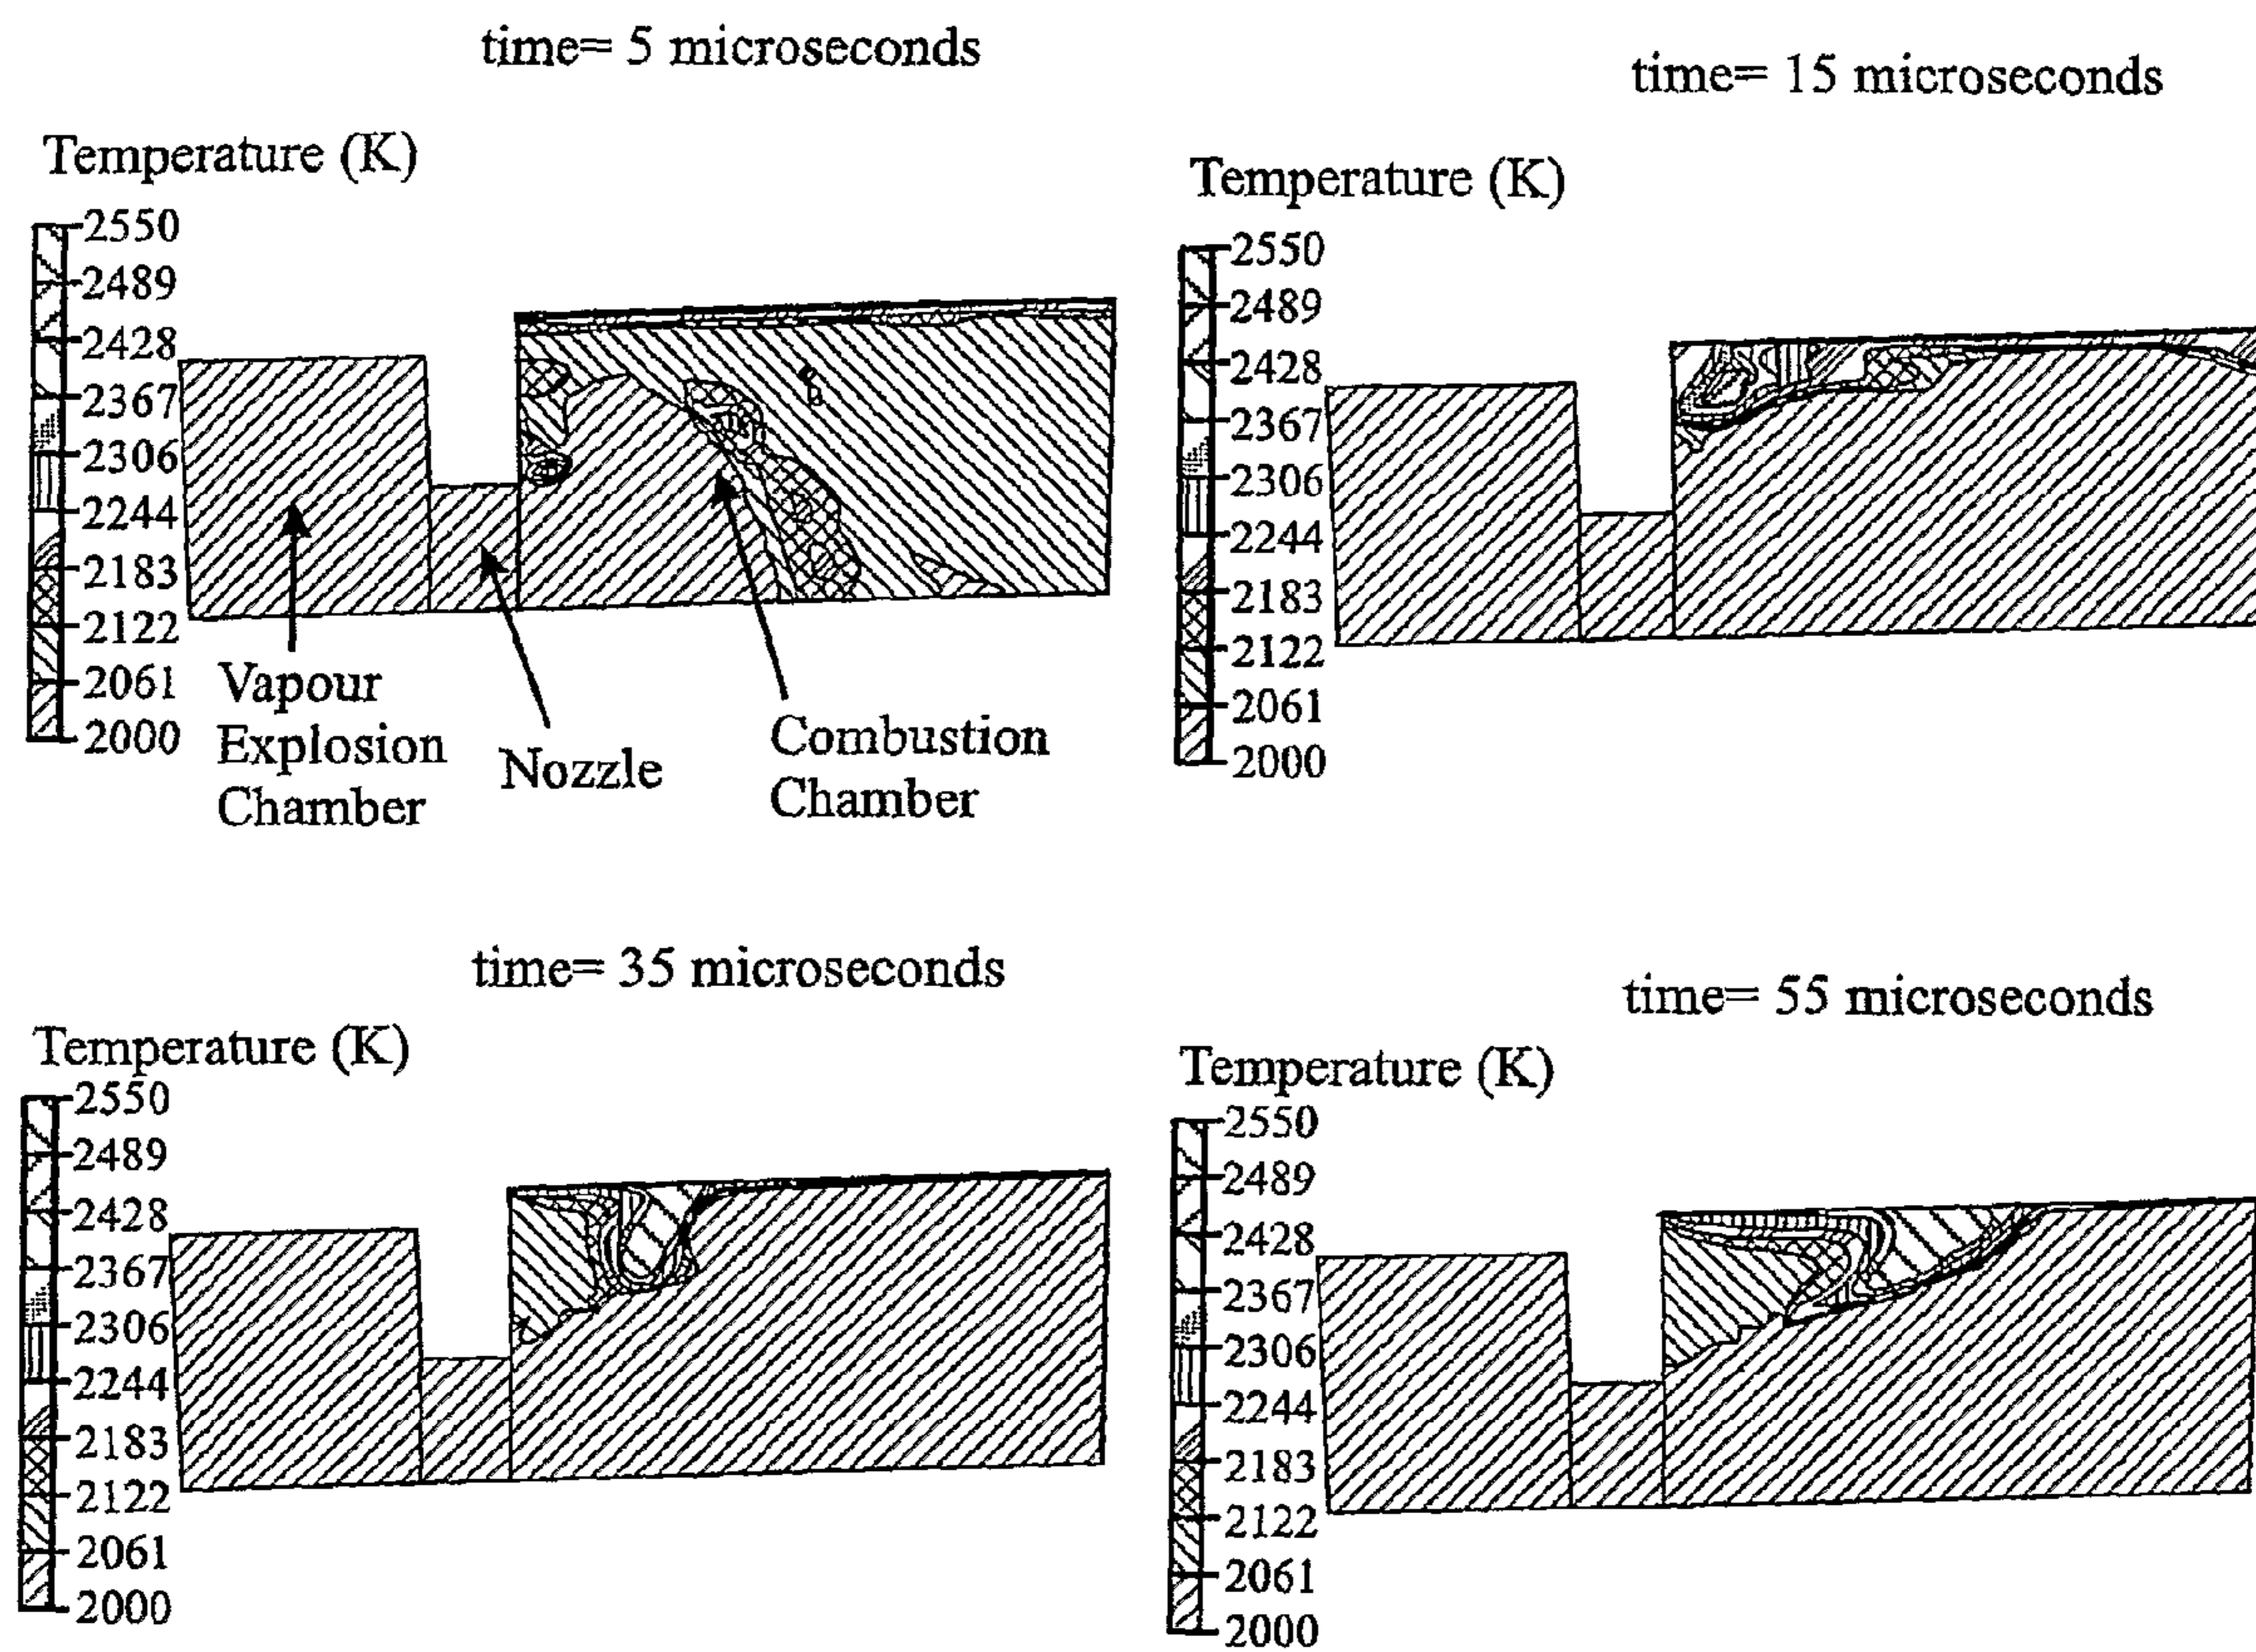 time= 5 microseconds
Temperature (K)
2550
2489
2428
2367
2306
2244
2183
2122
2061
2000
Vapour
Explosion
Chamber
Nozzle
Combustion
Chamber
time= 15 microseconds
Temperature (K)
2550
2489
2428
2367
2306
2244
2183
2122
2061
2000
time= 35 microseconds
Temperature (K)
2550
2489
2428
2367
2306
2244
2183
2122
2061
2000
time= 55 microseconds
Temperature (K)
2550
2489
2428
2367
2306
2244
2183
2122
2061
2000